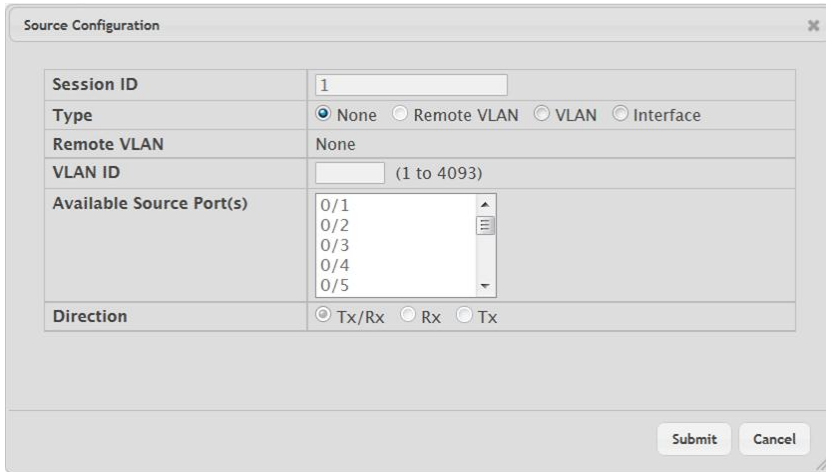 Source Configuration
Session ID 1
Type None Remote VLAN VLAN Interface
Remote VLAN None
VLAN ID (1 to 4093)
Available Source Port(s) 0/1
0/2
0/3
0/4
0/5
Direction Tx/Rx Rx Tx
Submit Cancel